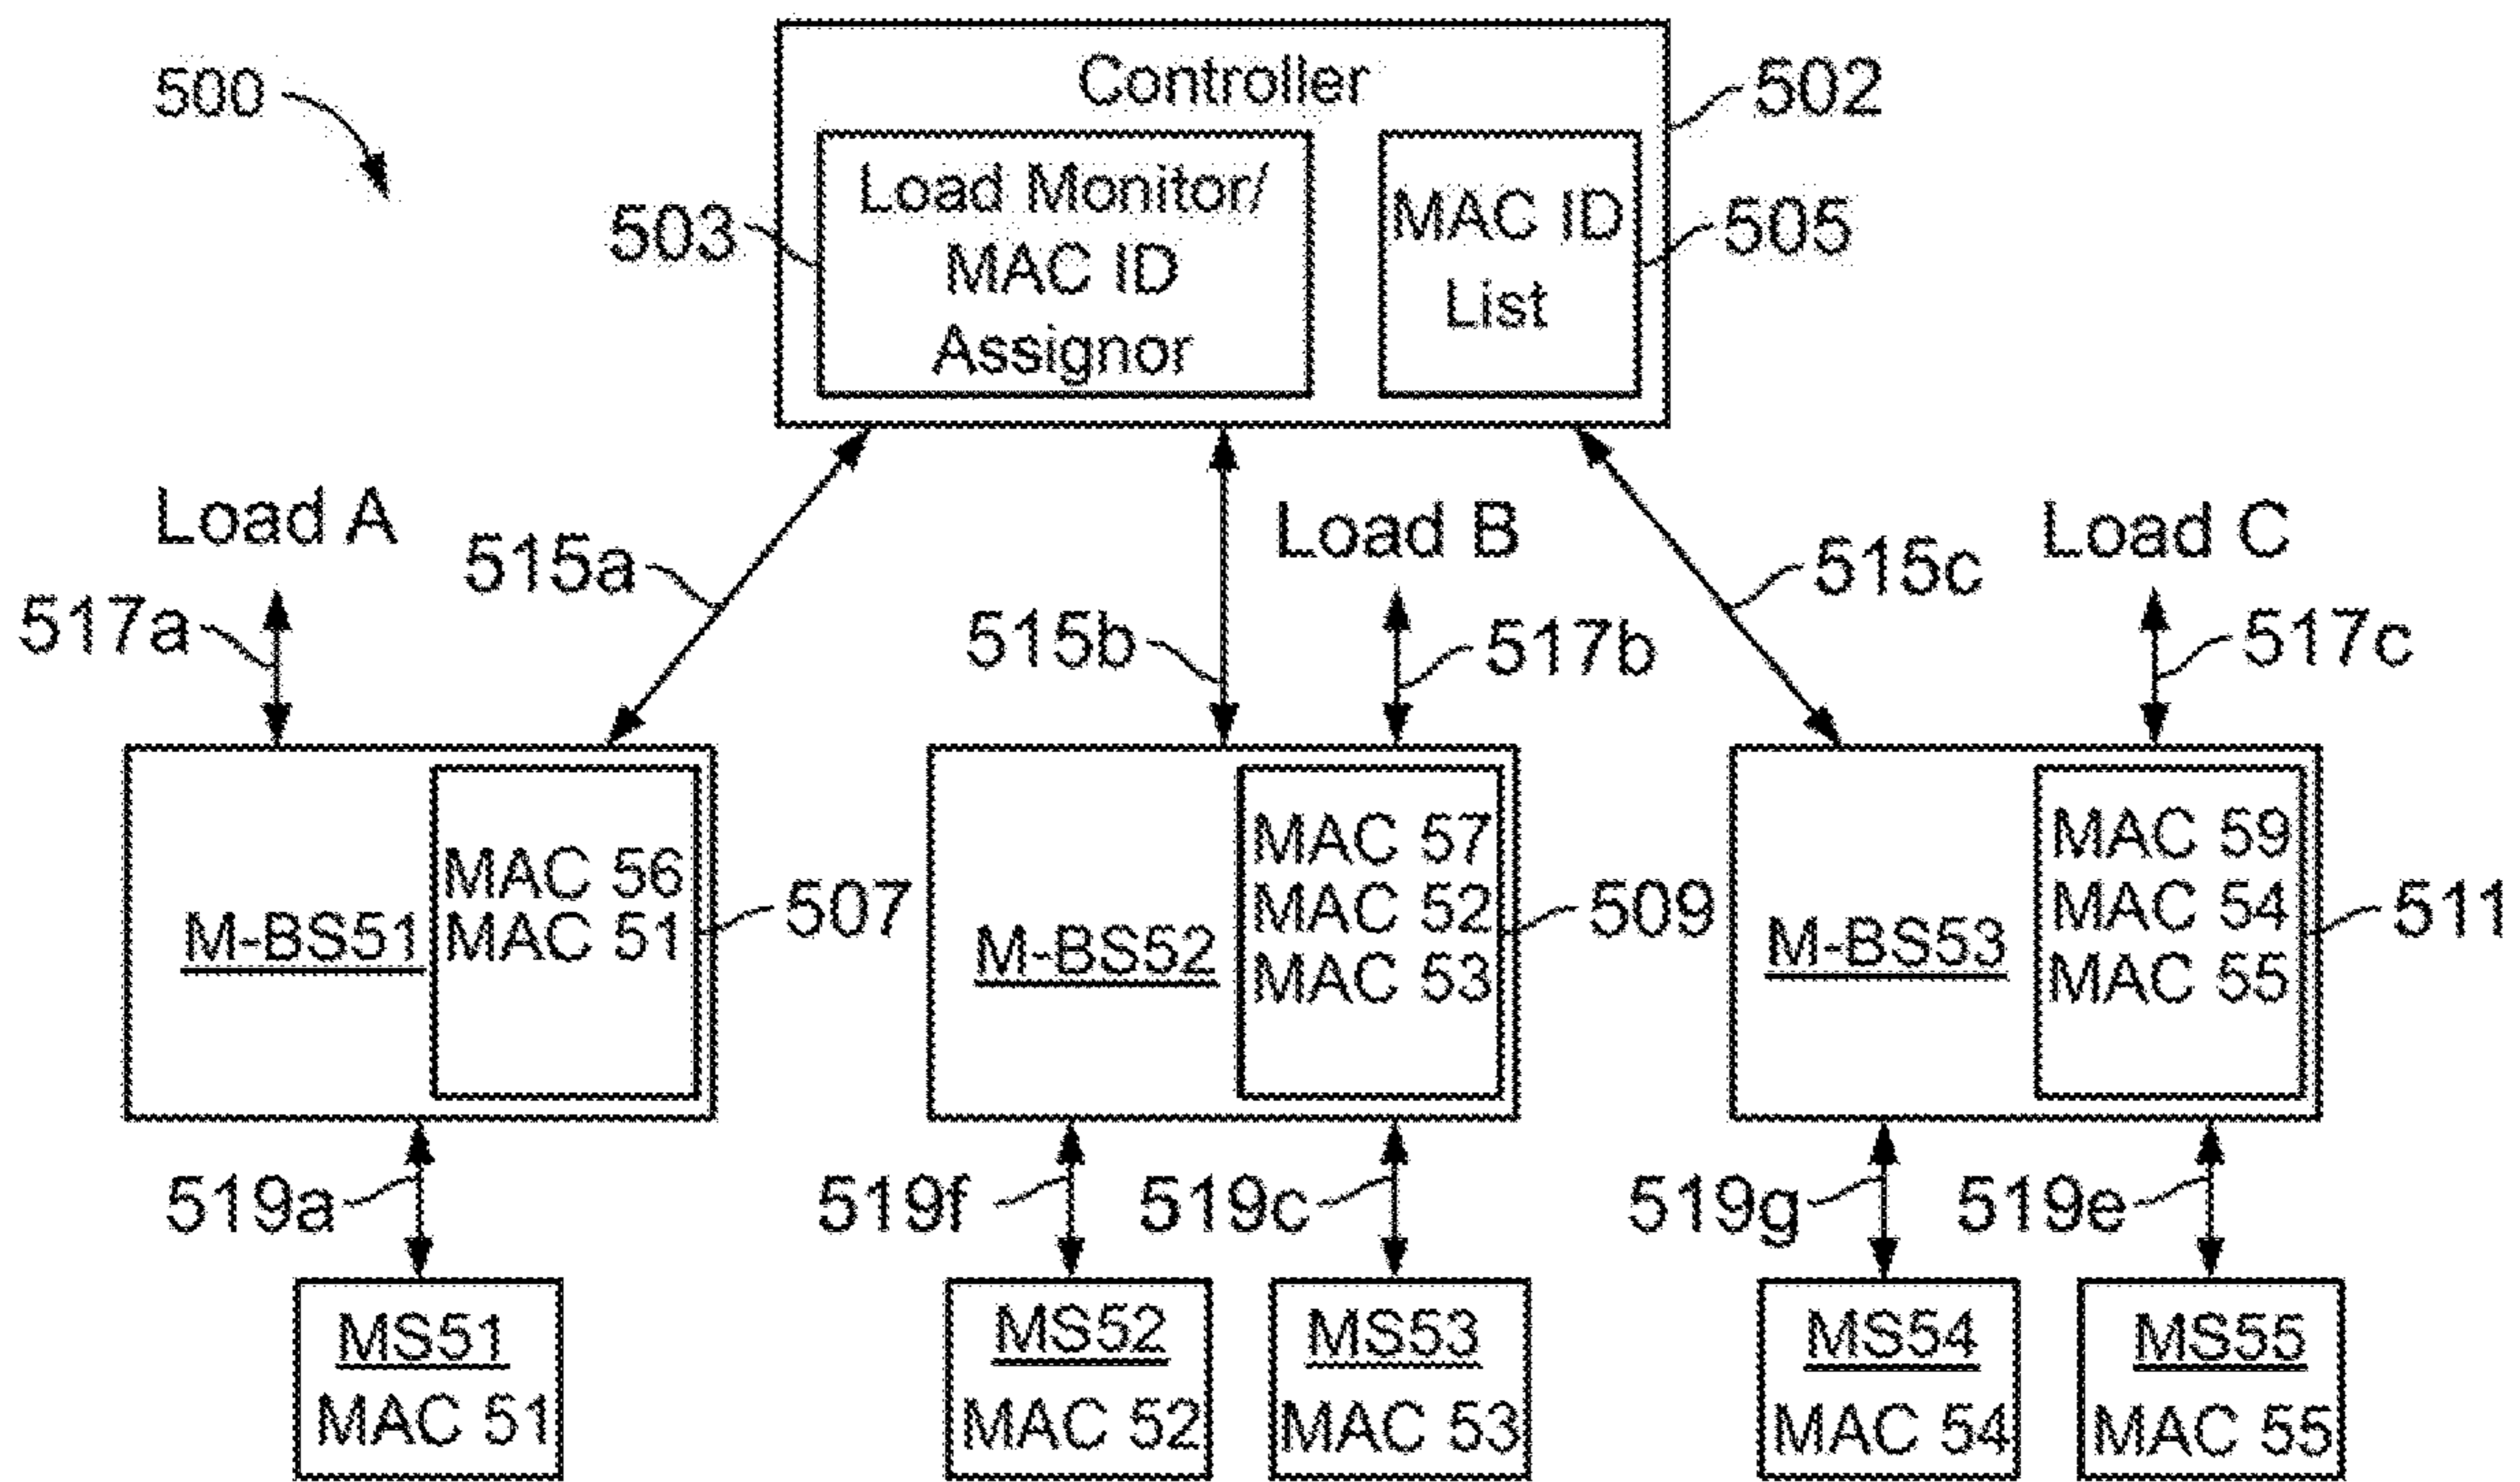 500
Controller
502
503
Load Monitor/
MAC ID
Assignor
MAC ID
List
505
Load A
515a
517a
515b
Load B
517b
515c
Load C
517c
M-BS51
MAC 56
MAC 51
507
M-BS52
MAC 57
MAC 52
MAC 53
509
M-BS53
MAC 59
MAC 54
MAC 55
511
519a
519f
519c
519g
519e
MS51
MAC 51
MS52
MAC 52
MS53
MAC 53
MS54
MAC 54
MS55
MAC 55